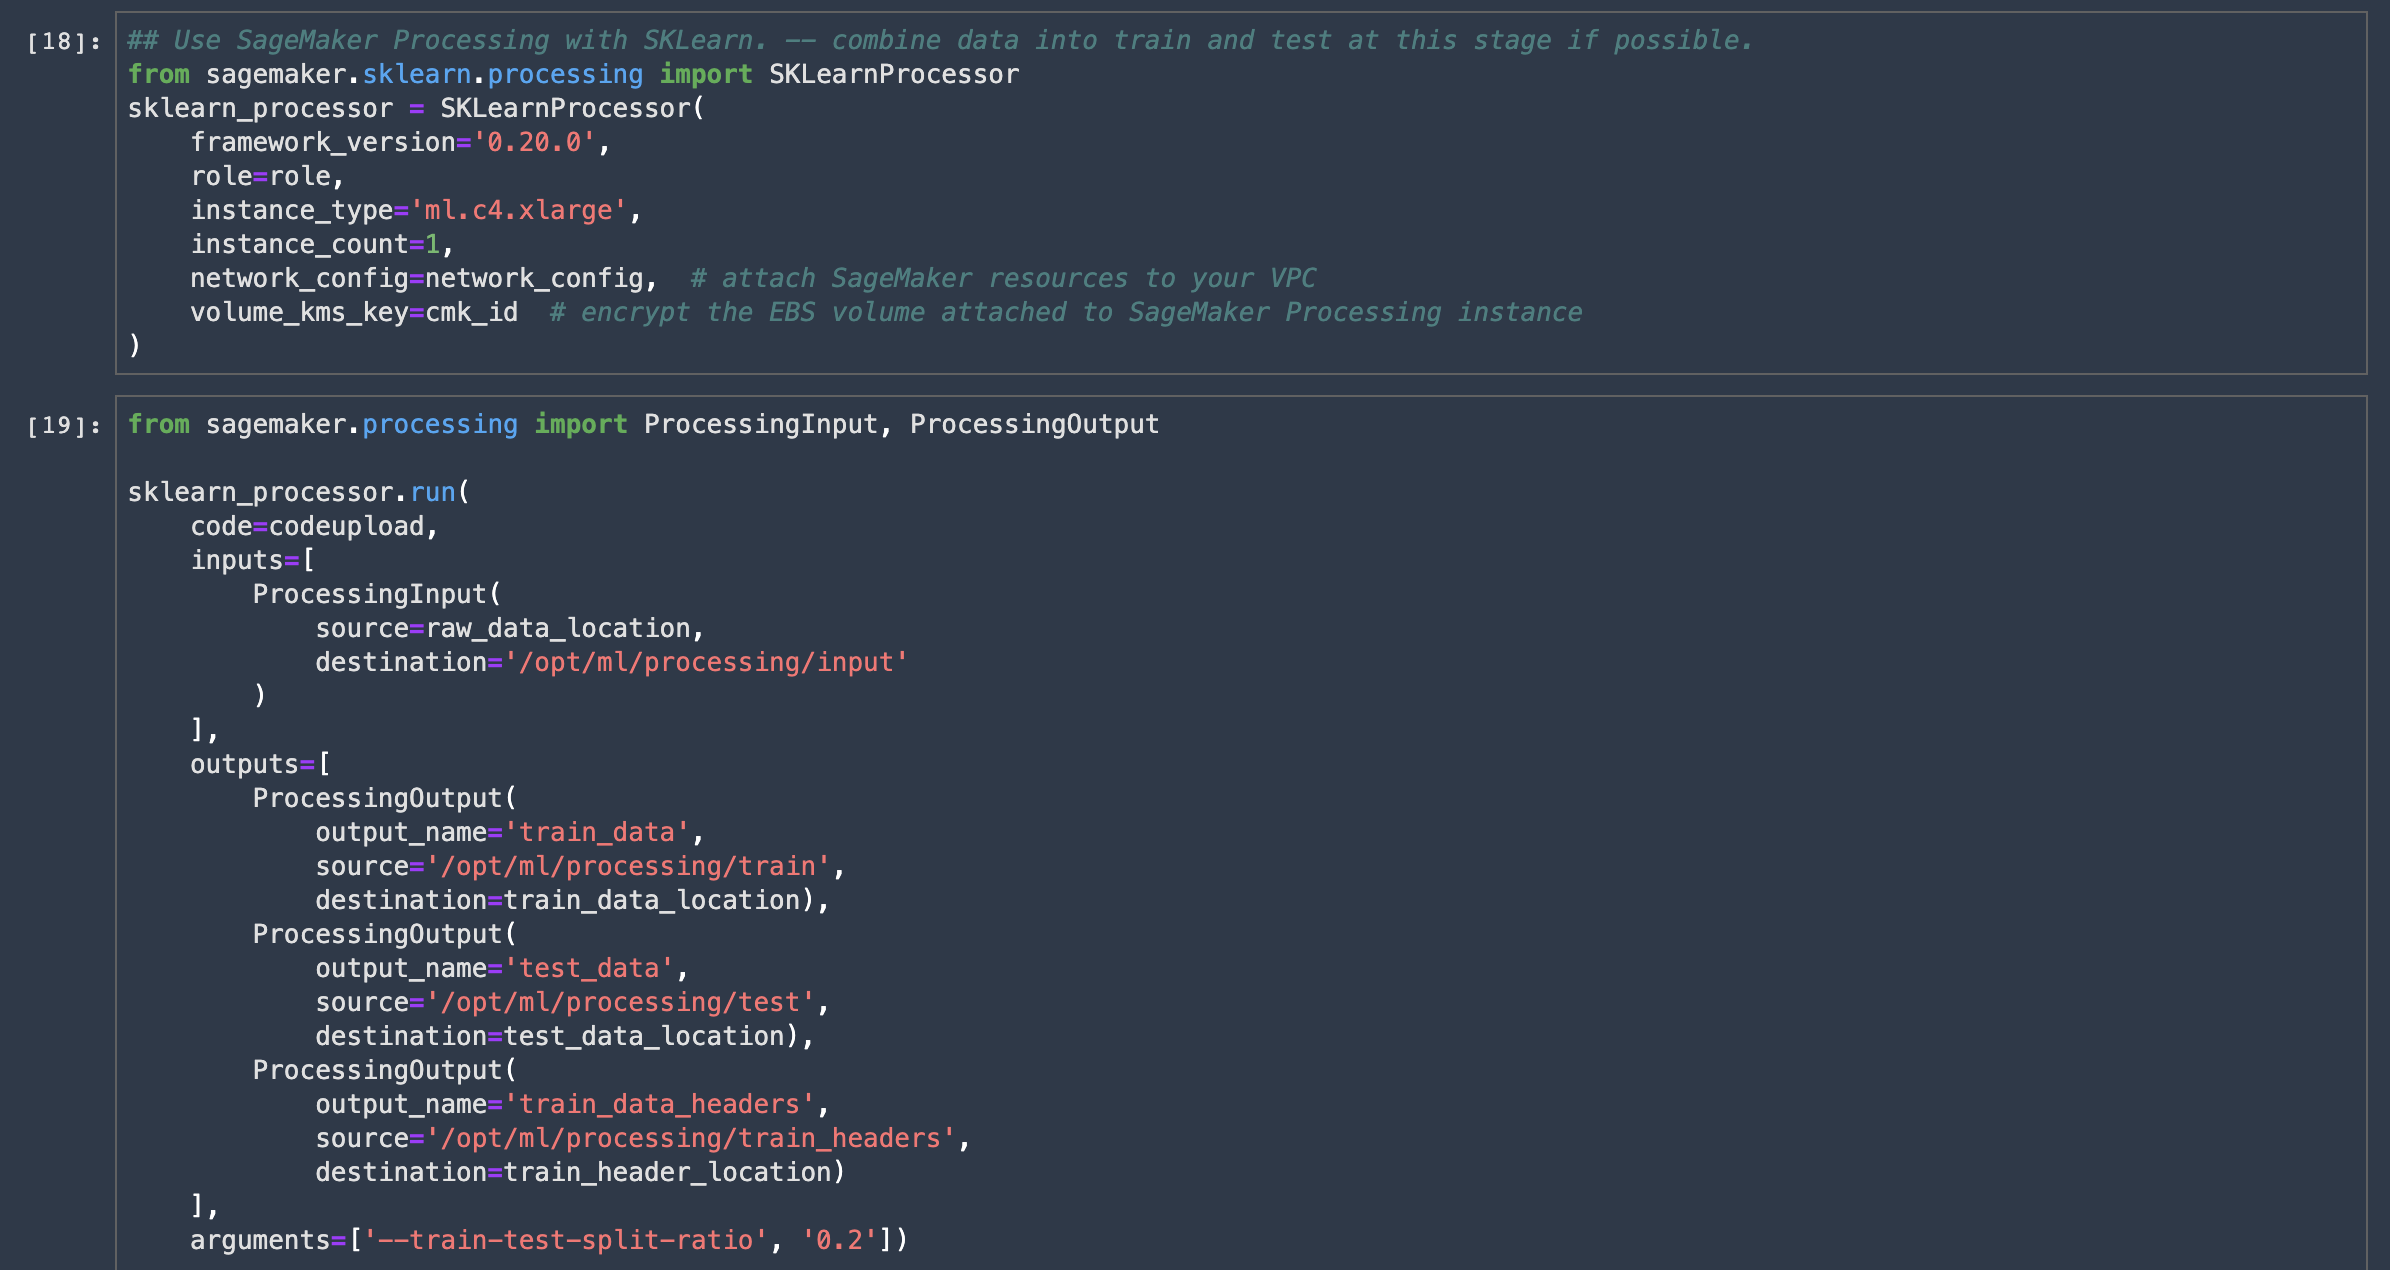 [18]:
## Use SageMaker Processing with SKLearn. -- combine data into train and test at this stage if possible.
from sagemaker.sklearn.processing import SKLearnProcessor
sklearn_processor = SKLearnProcessor(
    framework_version='0.20.0',
    role=role,
    instance_type='ml.c4.xlarge',
    instance_count=1,
    network_config=network_config,  # attach SageMaker resources to your VPC
    volume_kms_key=cmk_id  # encrypt the EBS volume attached to SageMaker Processing instance
)
[19]:
from sagemaker.processing import ProcessingInput, ProcessingOutput

sklearn_processor.run(
    code=codeupload,
    inputs=[
        ProcessingInput(
            source=raw_data_location,
            destination='/opt/ml/processing/input'
        )
    ],
    outputs=[
        ProcessingOutput(
            output_name='train_data',
            source='/opt/ml/processing/train',
            destination=train_data_location),
        ProcessingOutput(
            output_name='test_data',
            source='/opt/ml/processing/test',
            destination=test_data_location),
        ProcessingOutput(
            output_name='train_data_headers',
            source='/opt/ml/processing/train_headers',
            destination=train_header_location)
    ],
    arguments=['--train-test-split-ratio', '0.2'])